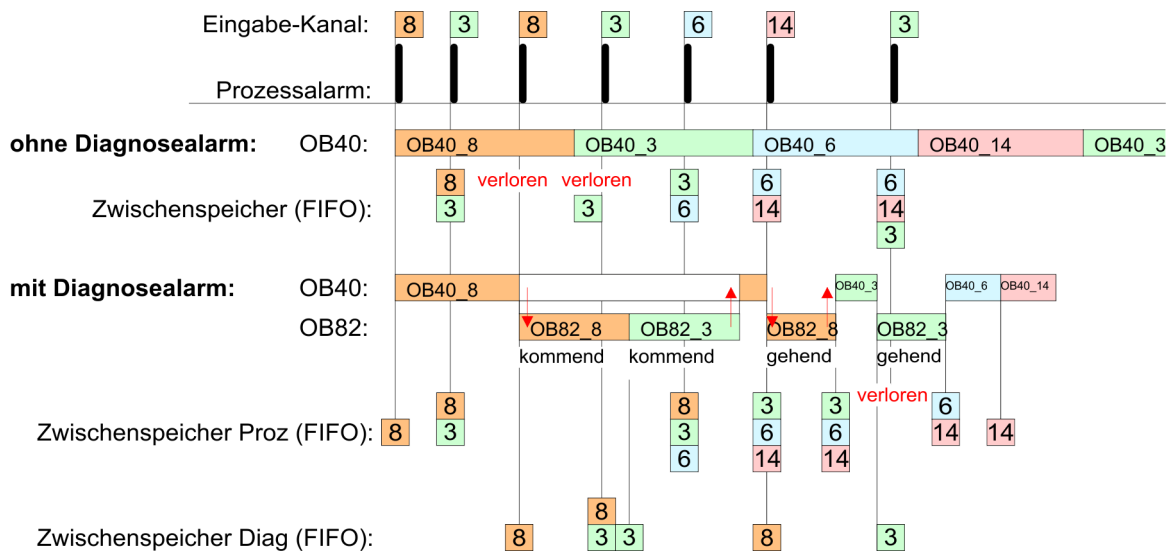 Eingabe-Kanal: 8 3 8 3 6 14 3
Prozessalarm:
ohne Diagnosealarm: OB40: OB40_8 OB40_3 OB40_6 OB40_14 OB40_3
8 verloren verloren 3 6 6
Zwischenspeicher (FIFO): 3 3 6 14 14
3
mit Diagnosealarm: OB40: OB40_8 OB40_3 OB40_6 OB40_14
OB82: OB82_8 OB82_3 OB82_8 OB82_3
kommend kommend gehend gehend
verloren
8 8 3 3 6
Zwischenspeicher Proz (FIFO): 8 3 3 6 6 14 14
6 14 14
8
Zwischenspeicher Diag (FIFO): 8 3 3 8 3